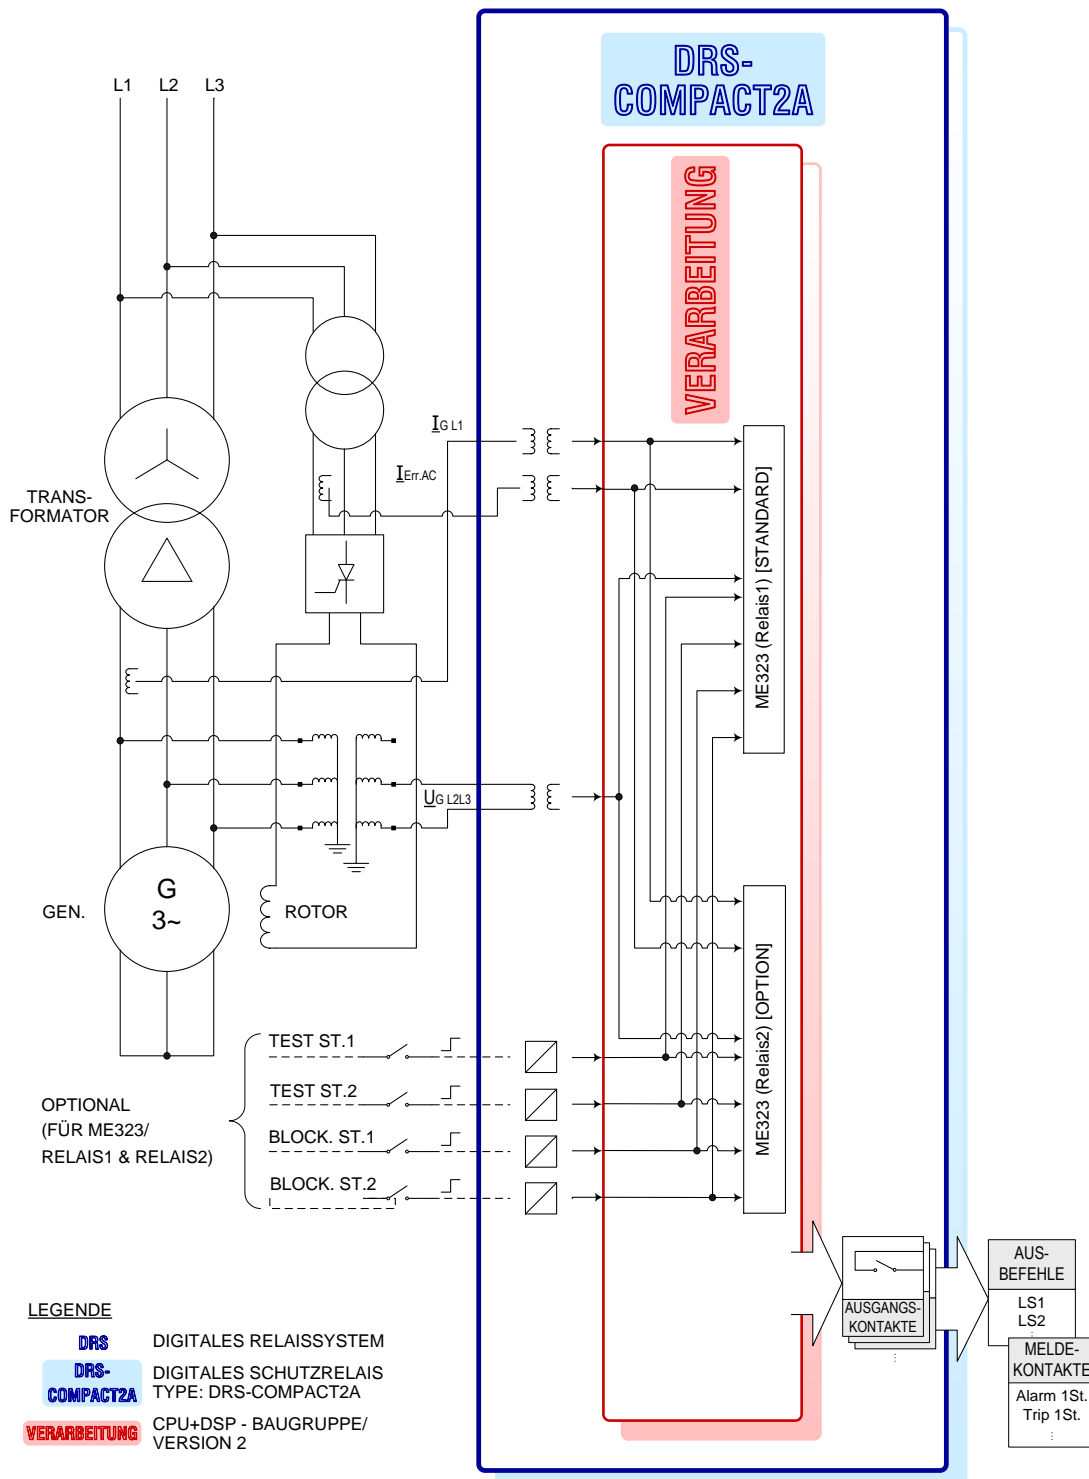 DRS-
COMPACT2A
L1 L2 L3
VERARBEITUNG
I G L1
I Err.AC
TRANS-
FORMATOR
ME323 (Relais1) [STANDARD]
U G L2L3
G
3~
GEN.
ROTOR
ME323 (Relais2) [OPTION]
TEST ST.1
TEST ST.2
BLOCK. ST.1
BLOCK. ST.2
OPTIONAL
(FÜR ME323/
RELAIS1 & RELAIS2)
AUSGANGS-
KONTAKTE
AUS-
BEFEHLE
LS1
LS2
MELDE-
KONTAKTE
Alarm 1St.
Trip 1St.
LEGENDE
DRS DIGITALES RELAISSYSTEM
DRS-
COMPACT2A
DIGITALES SCHUTZRELAIS
TYPE: DRS-COMPACT2A
VERARBEITUNG
CPU+DSP - BAUGRUPPE/
VERSION 2